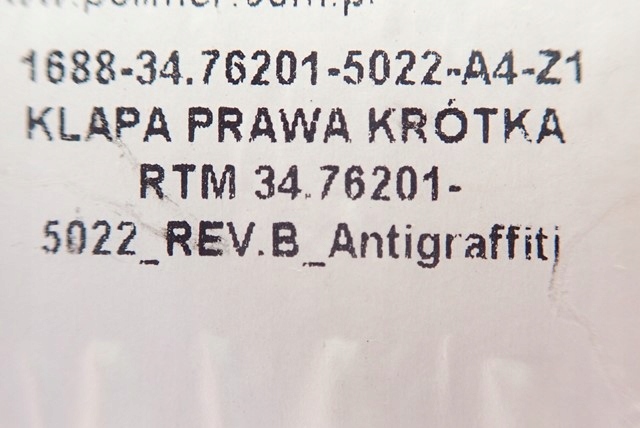 1688-34.76201-5022-A4-Z1
KLAPA PRAWA KRÓTKA
RTM 34.76201-
5022_REV.B_Antigraffiti